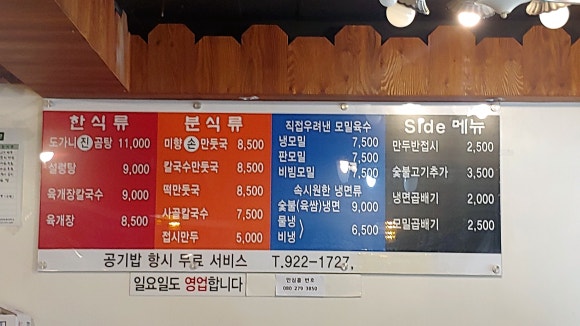 한식류
도가니 진 곰탕 11,000
설렁탕 9,000
육개장칼국수 9,000
육개장 8,500
분식류
미향 손 만둣국 8,500
칼국수만둣국 8,500
떡만둣국 8,500
사골칼국수 7,500
접시만두 5,000
직접우려낸 모밀육수
냉모밀 7,500
판모밀 7,500
비빔모밀 7,500
속시원한 냉면류
숯불(육쌈)냉면 9,000
물냉
비냉 6,500
Side 메뉴
만두반접시 2,500
숯불고기추가 3,500
냉면곱배기 2,000
모밀곱배기 2,500
공기밥 항시 무료 서비스 T.922-1727,
일요일도 영업합니다
안심콜 번호
080 279 3850